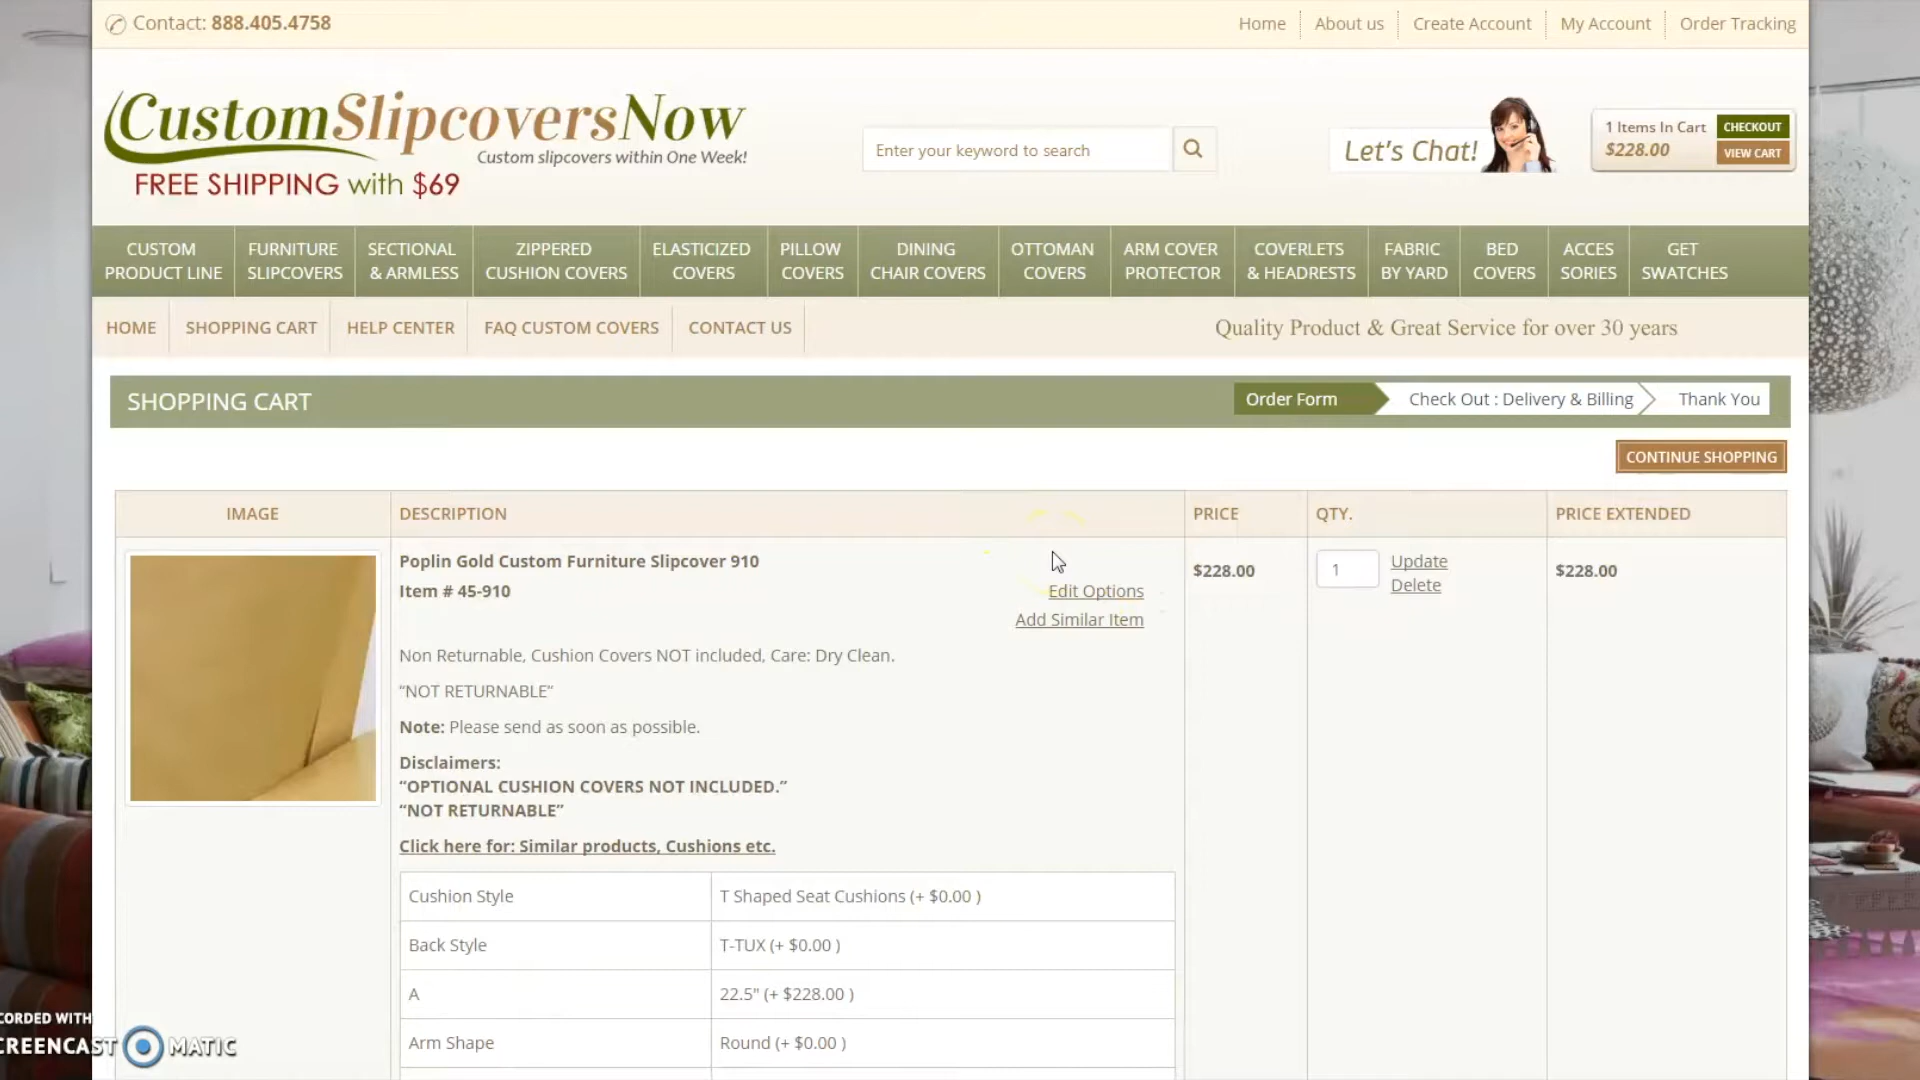 Contact: 888.405.4758
Home
About us
Create Account
My Account
Order Tracking
CustomSlipcoversNow
Custom slipcovers within One Week!
FREE SHIPPING with $69
Enter your keyword to search
Let's Chat!
1 Items In Cart
$228.00
CHECKOUT
VIEW CART
CUSTOM
PRODUCT LINE
FURNITURE
SLIPCOVERS
SECTIONAL
& ARMLESS
ZIPPERED
CUSHION COVERS
ELASTICIZED
COVERS
PILLOW
COVERS
DINING
CHAIR COVERS
OTTOMAN
COVERS
ARM COVER
PROTECTOR
COVERLETS
& HEADRESTS
FABRIC
BY YARD
BED
COVERS
ACCES
SORIES
GET
SWATCHES
HOME
SHOPPING CART
HELP CENTER
FAQ CUSTOM COVERS
CONTACT US
Quality Product & Great Service for over 30 years
SHOPPING CART
Order Form
Check Out : Delivery & Billing
Thank You
CONTINUE SHOPPING
IMAGE
DESCRIPTION
PRICE
QTY.
PRICE EXTENDED
Poplin Gold Custom Furniture Slipcover 910
Item # 45-910
Edit Options
Add Similar Item
$228.00
1
Update
Delete
$228.00
Non Returnable, Cushion Covers NOT included, Care: Dry Clean.
“NOT RETURNABLE”
Note: Please send as soon as possible.
Disclaimers:
“OPTIONAL CUSHION COVERS NOT INCLUDED.”
“NOT RETURNABLE”
Click here for: Similar products, Cushions etc.
Cushion Style
T Shaped Seat Cushions (+ $0.00 )
Back Style
T-TUX (+ $0.00 )
A
22.5" (+ $228.00 )
Arm Shape
Round (+ $0.00 )
CORDED WITH
CREENCAST MATIC